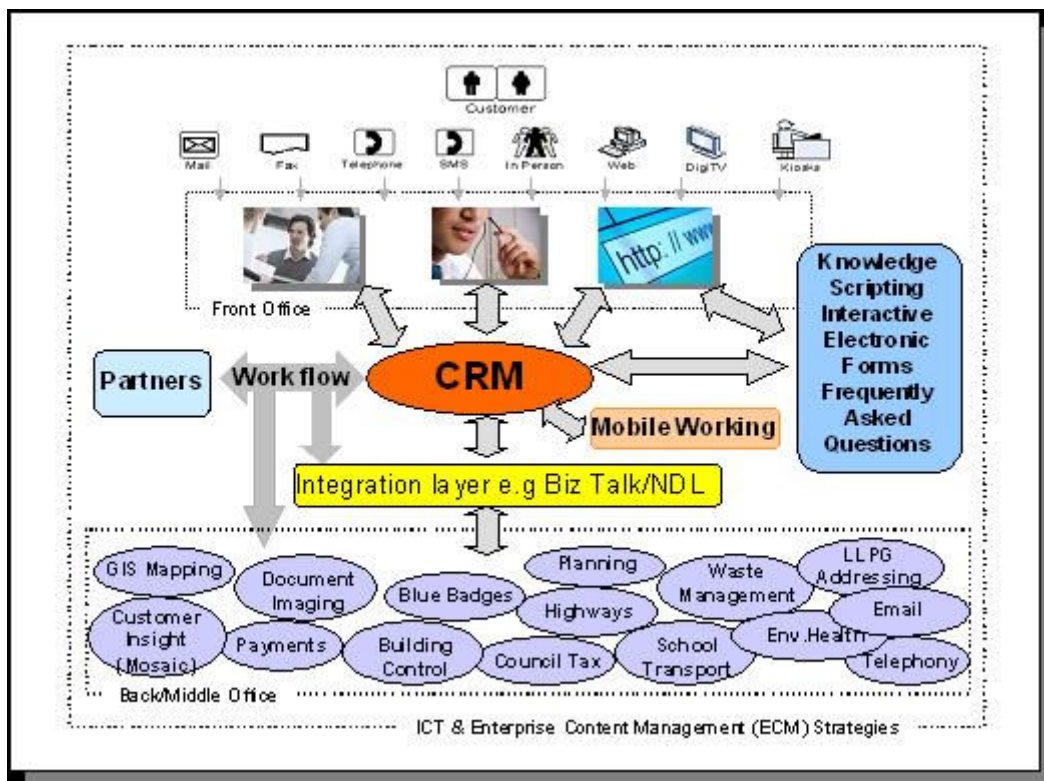 Customer
Mail
Fax
Telephone
SMS
In Person
Web
DigiTV
Kiosks
http: // www
Front Office
Knowledge
Scripting
Interactive
Electronic
Forms
Frequently
Asked
Questions
Partners
Work flow
CRM
Mobile Working
Integration layer e.g Biz Talk/NDL
GIS Mapping
Document
Imaging
Blue Badges
Planning
Highways
Waste
Management
LLPG
Addressing
Email
Customer
Insight
(Mosaic)
Payments
Building
Control
Council Tax
School
Transport
Env.Health
Telephony
Back/Middle Office
ICT & Enterprise Content Management (ECM) Strategies